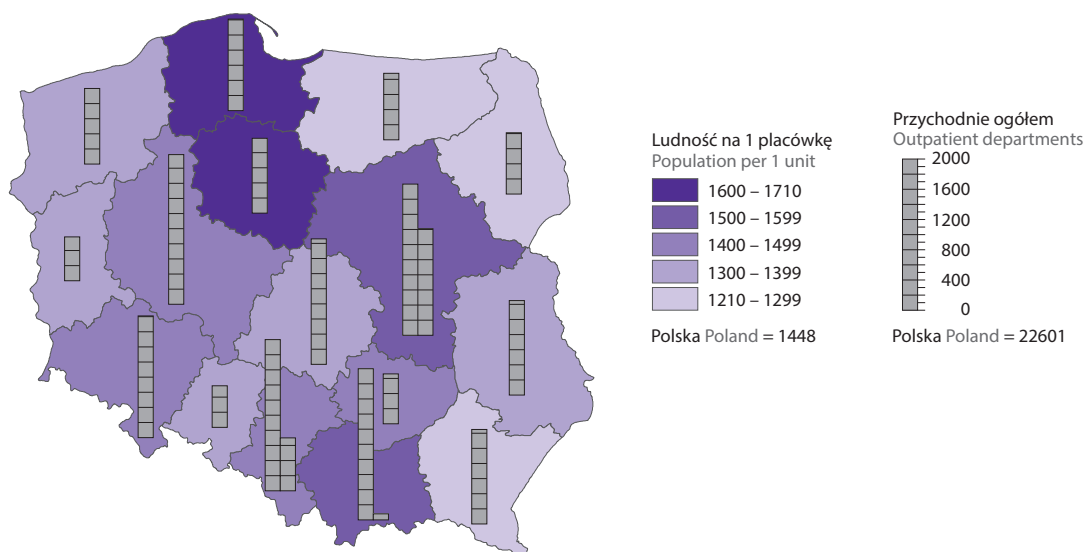 Ludność na 1 placówkę
Population per 1 unit
1600 – 1710
1500 – 1599
1400 – 1499
1300 – 1399
1210 – 1299
Polska Poland = 1448
Przychodnie ogółem
Outpatient departments
2000
1600
1200
800
400
0
Polska Poland = 22601